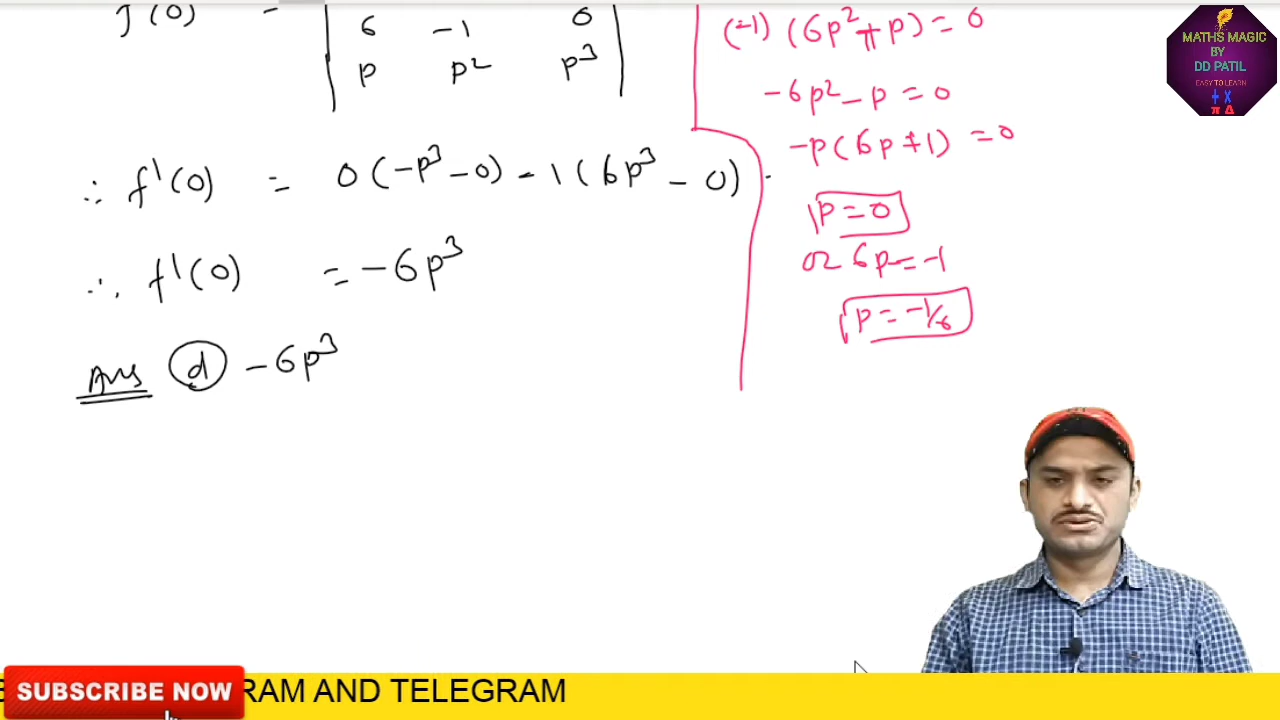 f'(0) =
6 -1 0
p p² p³
∴ f'(0) = 0(-p³ - 0) - 1(6p³ - 0)
∴ f'(0) = -6p³
Ans (d) -6p³
(-1) (6p² + p) = 0
-6p² - p = 0
-p(6p + 1) = 0
p = 0
or 6p = -1
p = -1/6
MATHS MAGIC
BY
DD PATIL
EASY TO LEARN
÷ X
π Δ
SUBSCRIBE NOW
RAM AND TELEGRAM